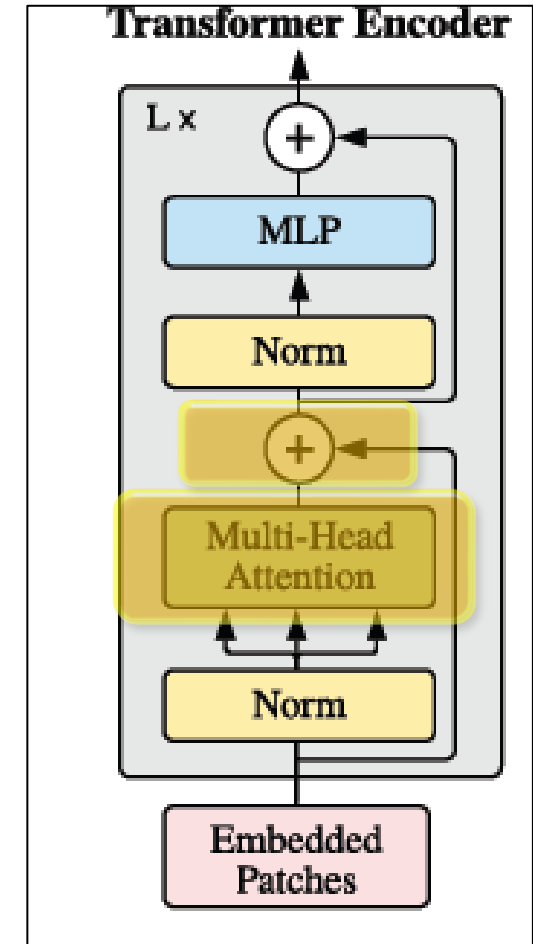 Transformer Encoder
L x
+
MLP
Norm
+
Multi-Head
Attention
Norm
Embedded
Patches